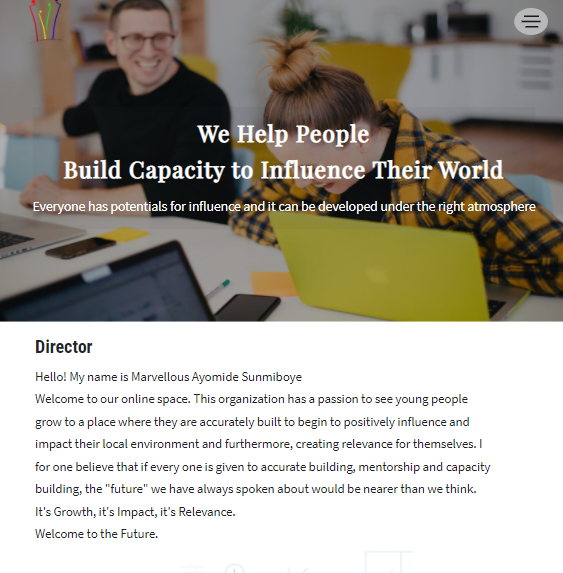 We Help People
Build Capacity to Influence Their World
Everyone has potentials for influence and it can be developed under the right atmosphere
Director
Hello! My name is Marvellous Ayomide Sunmiboye
Welcome to our online space. This organization has a passion to see young people
grow to a place where they are accurately built to begin to positively influence and
impact their local environment and furthermore, creating relevance for themselves. I
for one believe that if every one is given to accurate building, mentorship and capacity
building, the "future" we have always spoken about would be nearer than we think.
It's Growth, it's Impact, it's Relevance.
Welcome to the Future.